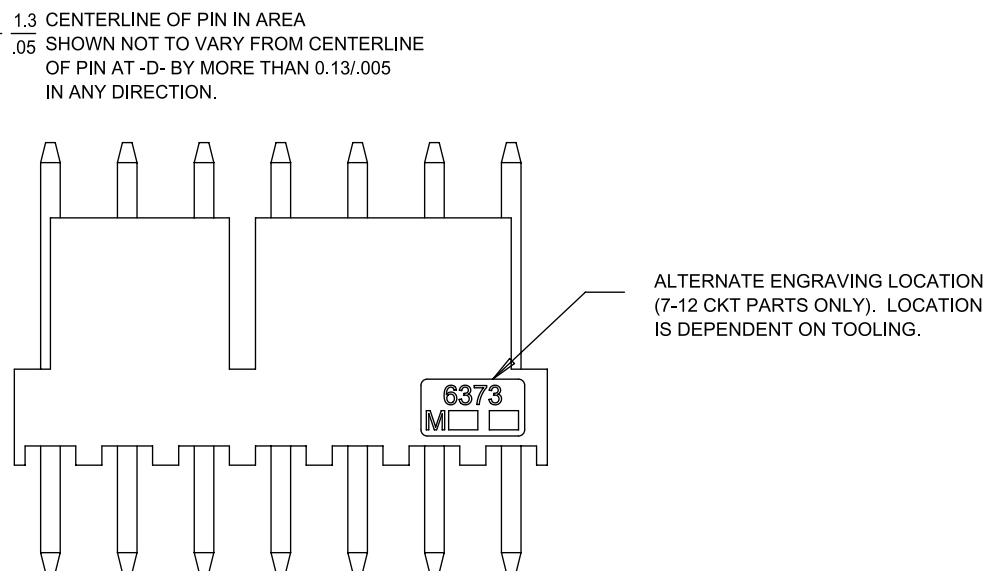 1.3 CENTERLINE OF PIN IN AREA
.05 SHOWN NOT TO VARY FROM CENTERLINE
OF PIN AT -D- BY MORE THAN 0.13/.005
IN ANY DIRECTION.
ALTERNATE ENGRAVING LOCATION
(7-12 CKT PARTS ONLY).  LOCATION
IS DEPENDENT ON TOOLING.
6373
M